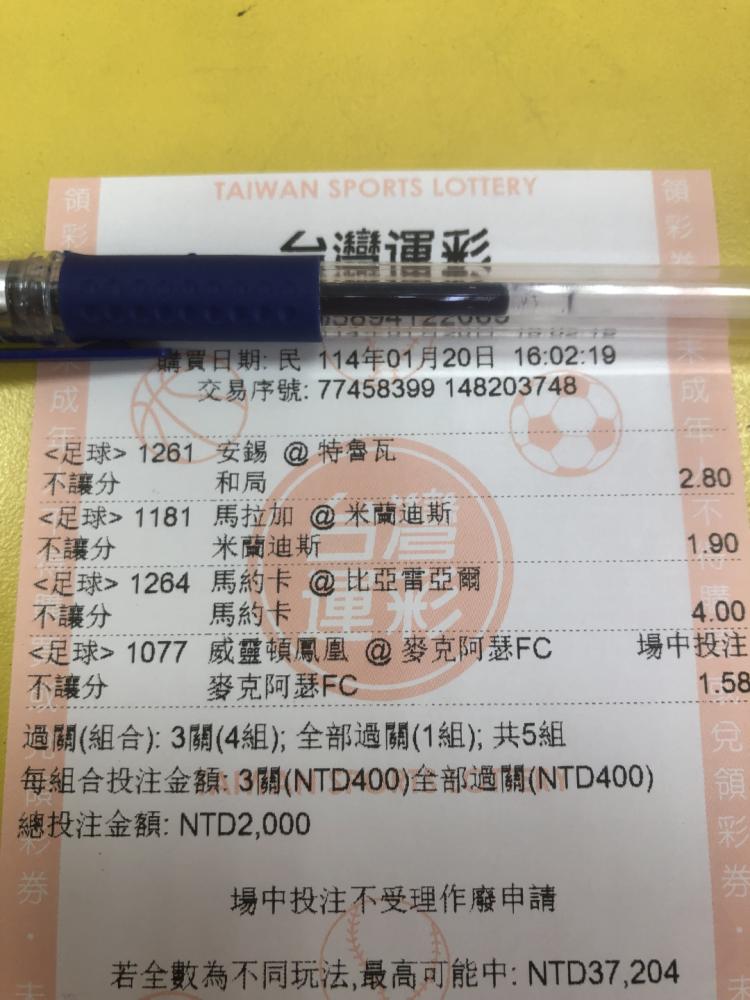 TAIWAN SPORTS LOTTERY
台灣運彩
購買日期: 民 114年01月20日 16:02:19
交易序號: 77458399 148203748
<足球> 1261 安錫 @ 特魯瓦
不讓分 和局 2.80
<足球> 1181 馬拉加 @ 米蘭迪斯
不讓分 米蘭迪斯 1.90
<足球> 1264 馬約卡 @ 比亞雷亞爾
不讓分 馬約卡 4.00
<足球> 1077 威靈頓鳳凰 @ 麥克阿瑟FC 場中投注
不讓分 麥克阿瑟FC 1.58
過關(組合): 3關(4組); 全部過關(1組); 共5組
每組合投注金額: 3關(NTD400)全部過關(NTD400)
總投注金額: NTD2,000
場中投注不受理作廢申請
若全數為不同玩法,最高可能中: NTD37,204